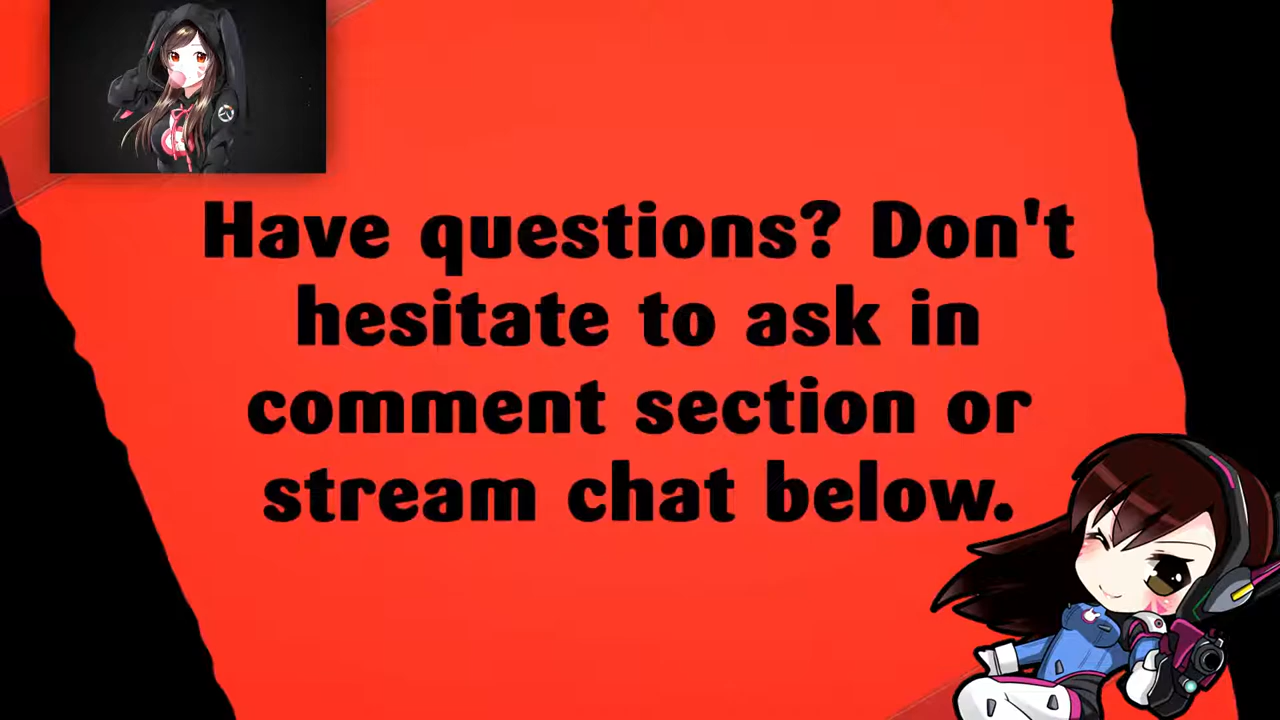 Have questions? Don't
hesitate to ask in
comment section or
stream chat below.